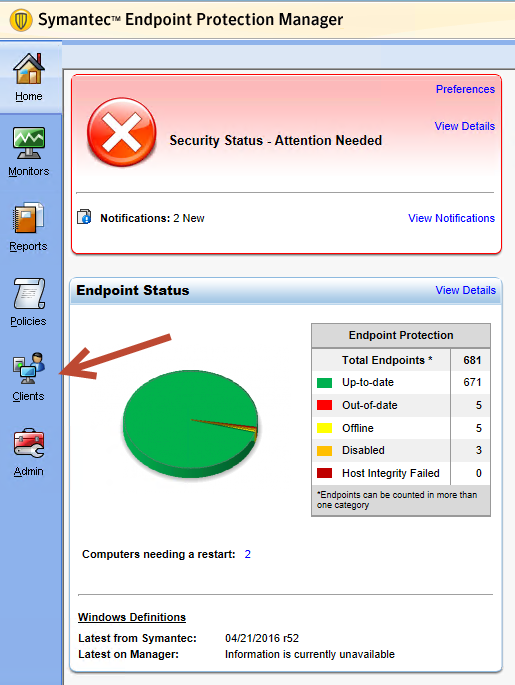 Symantec™ Endpoint Protection Manager
Home
Monitors
Reports
Policies
Clients
Admin
Preferences
View Details
Security Status - Attention Needed
Notifications: 2 New
View Notifications
Endpoint Status
View Details
Endpoint Protection
Total Endpoints * 681
Up-to-date 671
Out-of-date 5
Offline 5
Disabled 3
Host Integrity Failed 0
*Endpoints can be counted in more than
one category
Computers needing a restart: 2
Windows Definitions
Latest from Symantec: 04/21/2016 r52
Latest on Manager: Information is currently unavailable